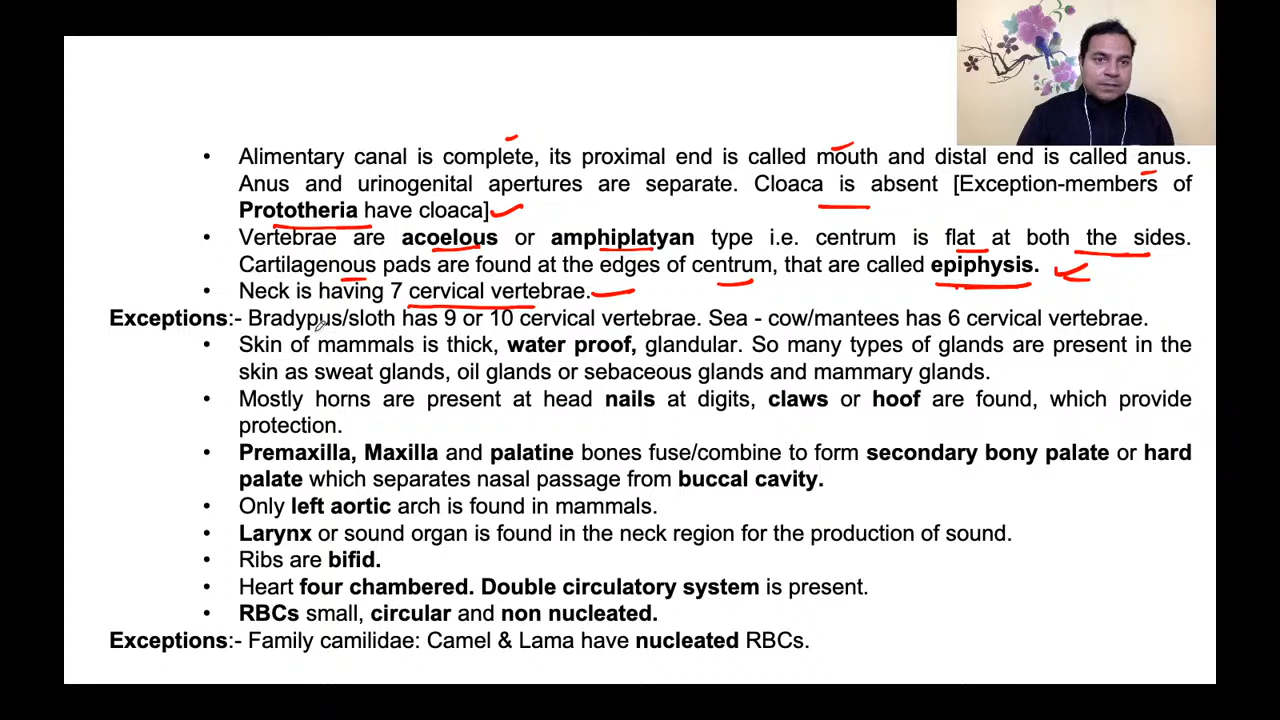 • Alimentary canal is complete, its proximal end is called mouth and distal end is called anus.
Anus and urinogenital apertures are separate. Cloaca is absent [Exception-members of
Prototheria have cloaca]
• Vertebrae are acoelous or amphiplatyan type i.e. centrum is flat at both the sides.
Cartilagenous pads are found at the edges of centrum, that are called epiphysis.
• Neck is having 7 cervical vertebrae.
Exceptions:- Bradypus/sloth has 9 or 10 cervical vertebrae. Sea - cow/mantees has 6 cervical vertebrae.
• Skin of mammals is thick, water proof, glandular. So many types of glands are present in the
skin as sweat glands, oil glands or sebaceous glands and mammary glands.
• Mostly horns are present at head nails at digits, claws or hoof are found, which provide
protection.
• Premaxilla, Maxilla and palatine bones fuse/combine to form secondary bony palate or hard
palate which separates nasal passage from buccal cavity.
• Only left aortic arch is found in mammals.
• Larynx or sound organ is found in the neck region for the production of sound.
• Ribs are bifid.
• Heart four chambered. Double circulatory system is present.
• RBCs small, circular and non nucleated.
Exceptions:- Family camilidae: Camel & Lama have nucleated RBCs.